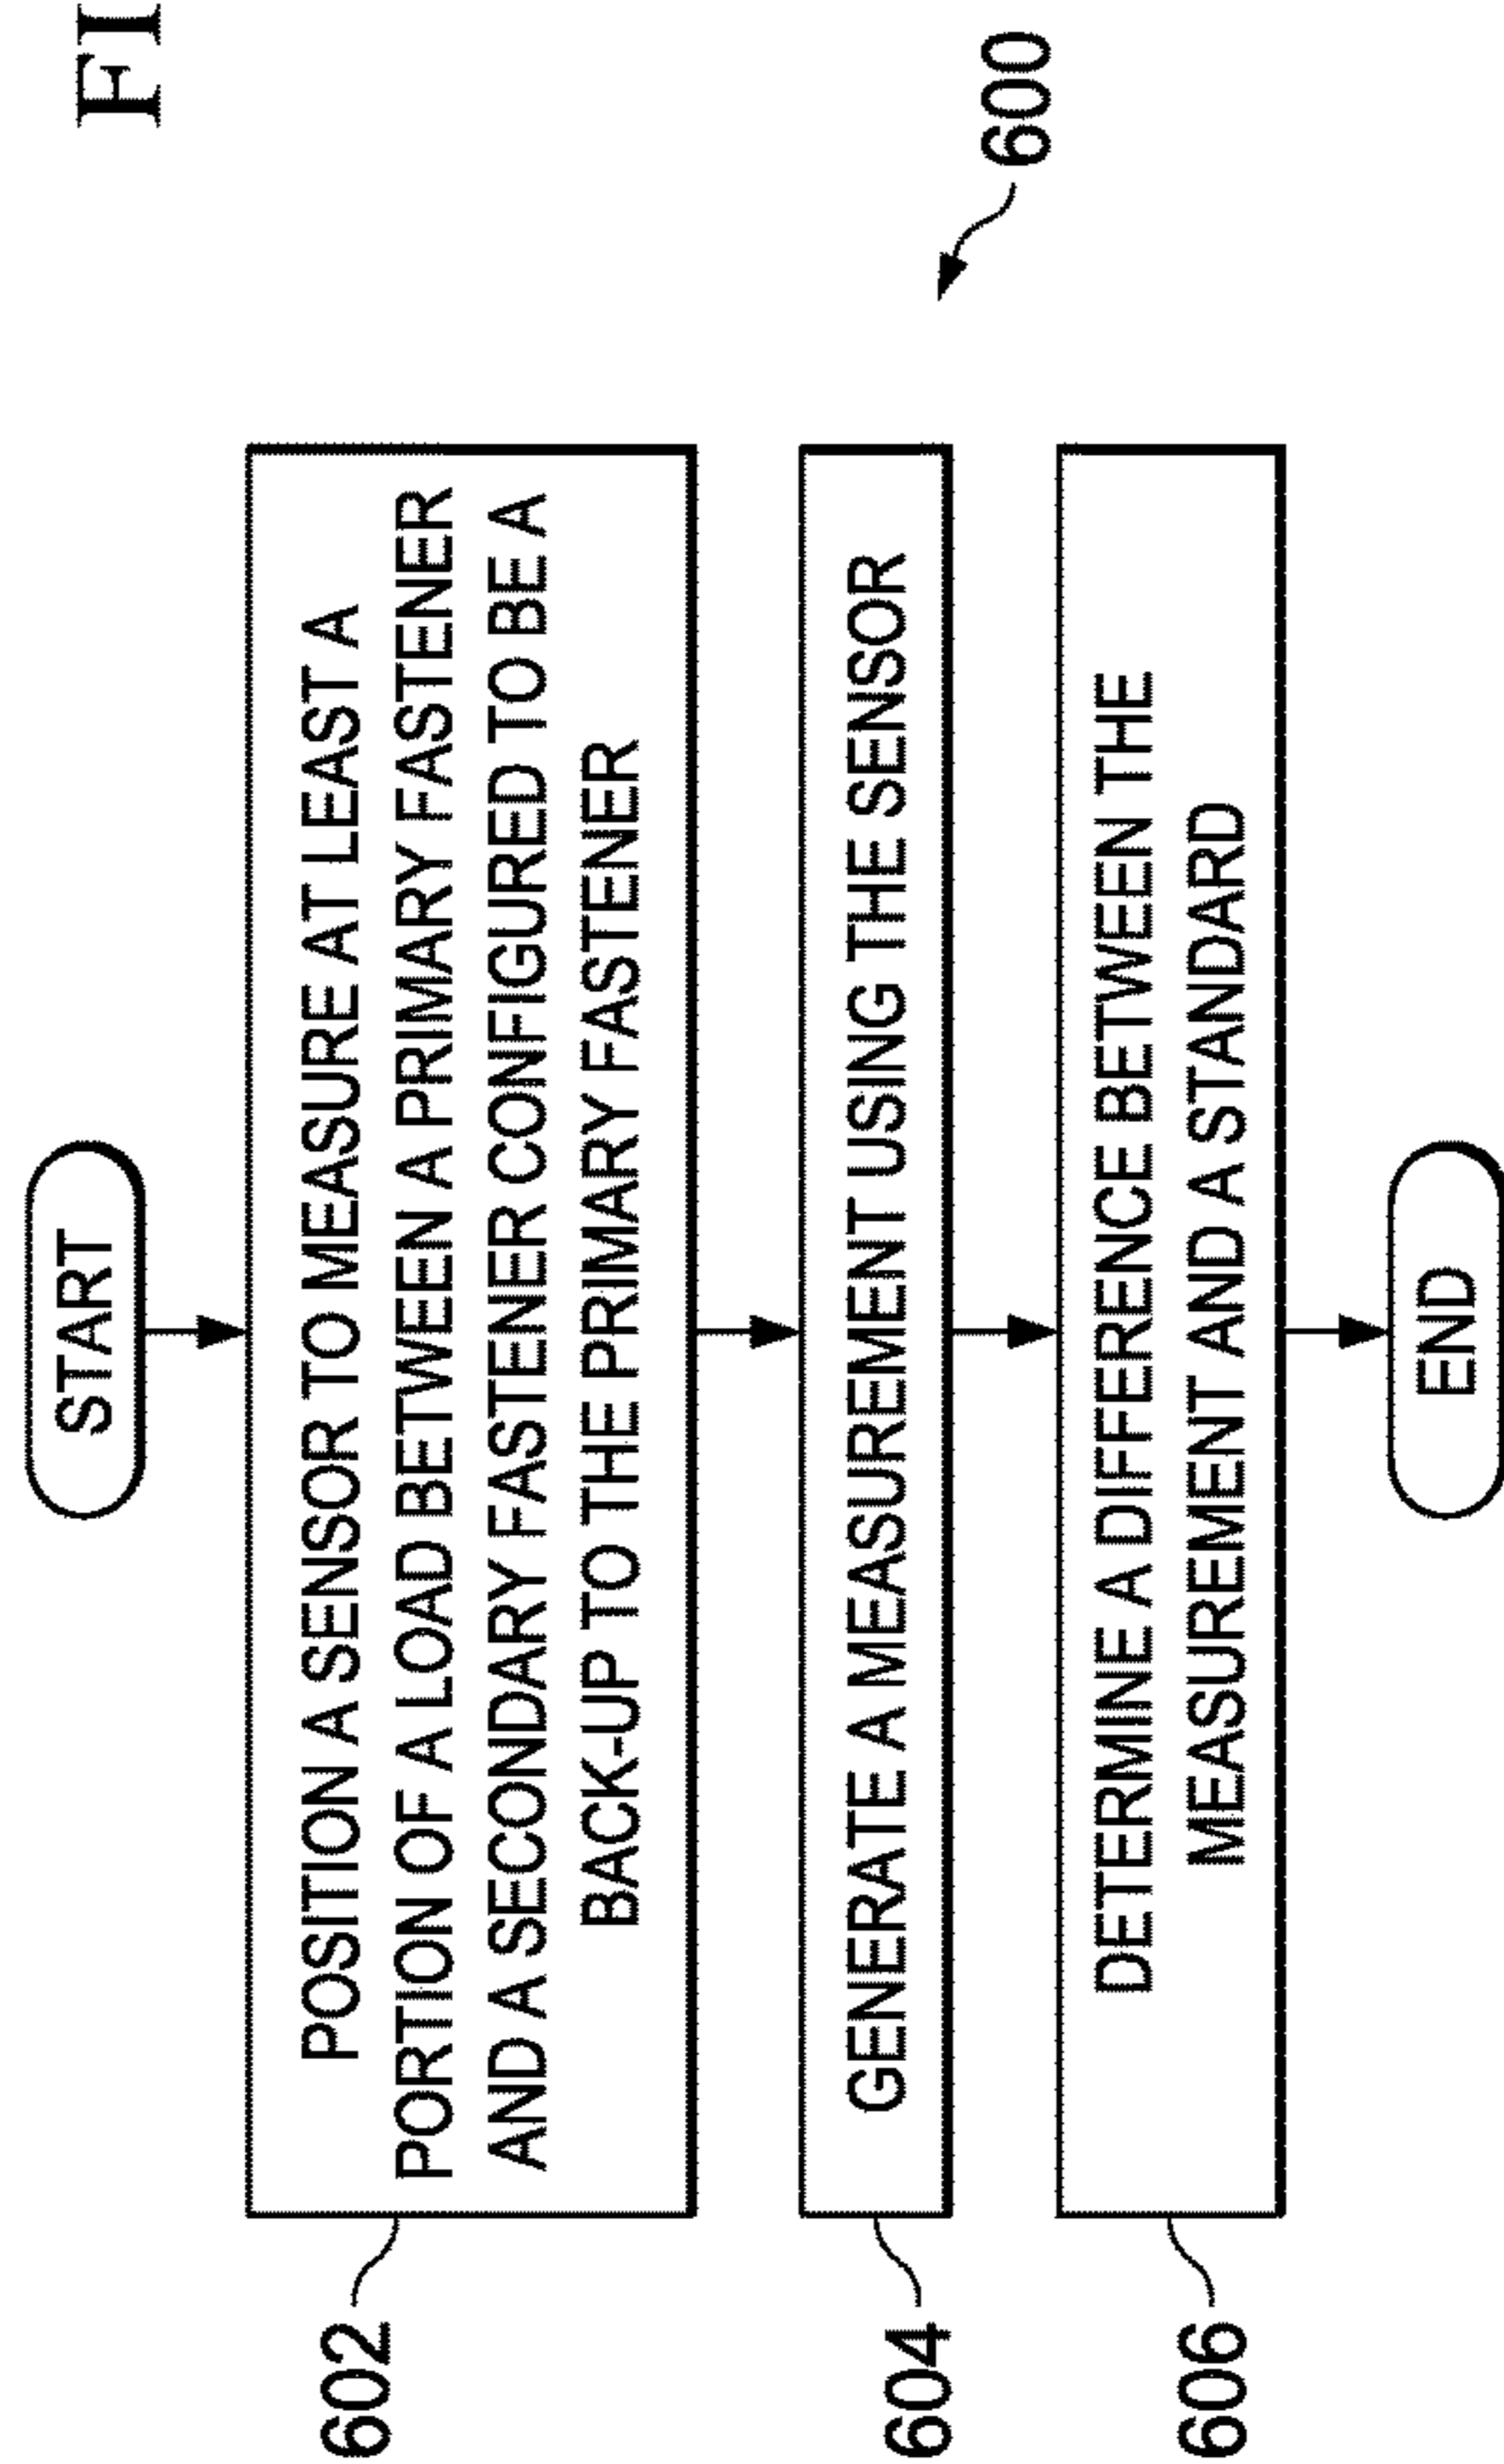 FI
600
START
602
POSITION A SENSOR TO MEASURE AT LEAST A
PORTION OF A LOAD BETWEEN A PRIMARY FASTENER
AND A SECONDARY FASTENER CONFIGURED TO BE A
BACK-UP TO THE PRIMARY FASTENER
604
GENERATE A MEASUREMENT USING THE SENSOR
606
DETERMINE A DIFFERENCE BETWEEN THE
MEASUREMENT AND A STANDARD
END